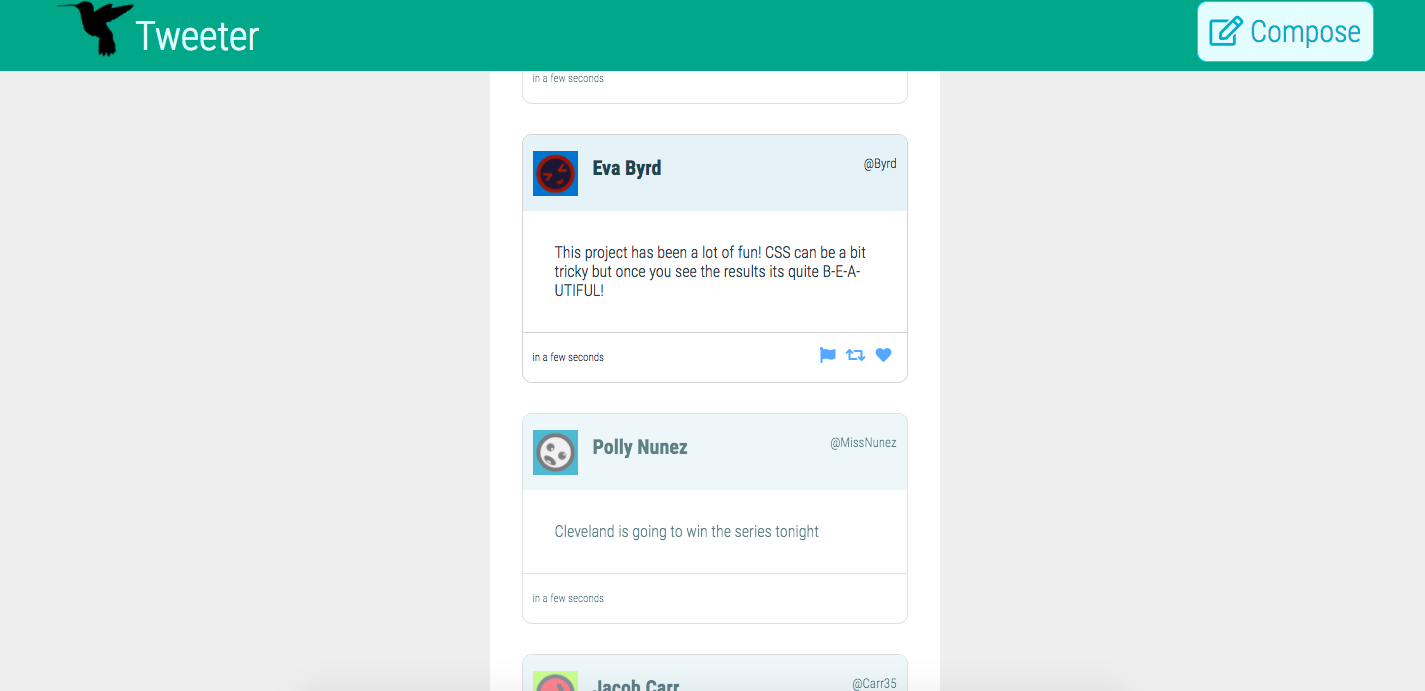 Tweeter
Compose
in a few seconds
Eva Byrd
@Byrd
This project has been a lot of fun! CSS can be a bit
tricky but once you see the results its quite B-E-A-
UTIFUL!
in a few seconds
Polly Nunez
@MissNunez
Cleveland is going to win the series tonight
in a few seconds
Jacob Carr
@Carr35